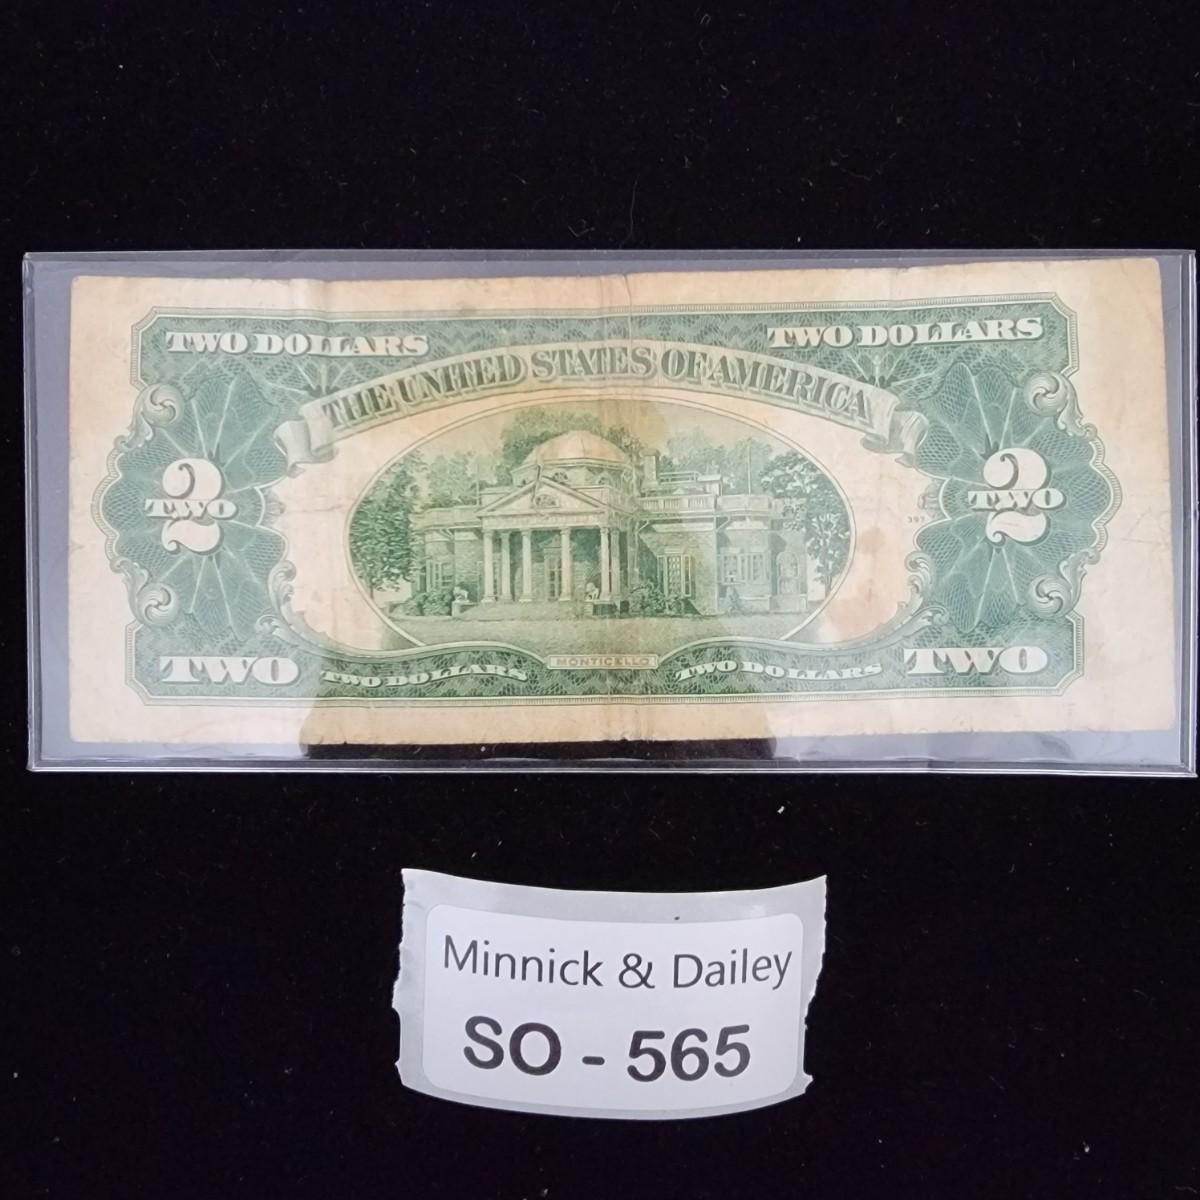 TWO DOLLARS
TWO DOLLARS
THE UNITED STATES OF AMERICA
2
TWO
2
TWO
TWO
TWO DOLLARS
MONTICELLO
TWO DOLLARS
TWO
Minnick & Dailey
SO - 565